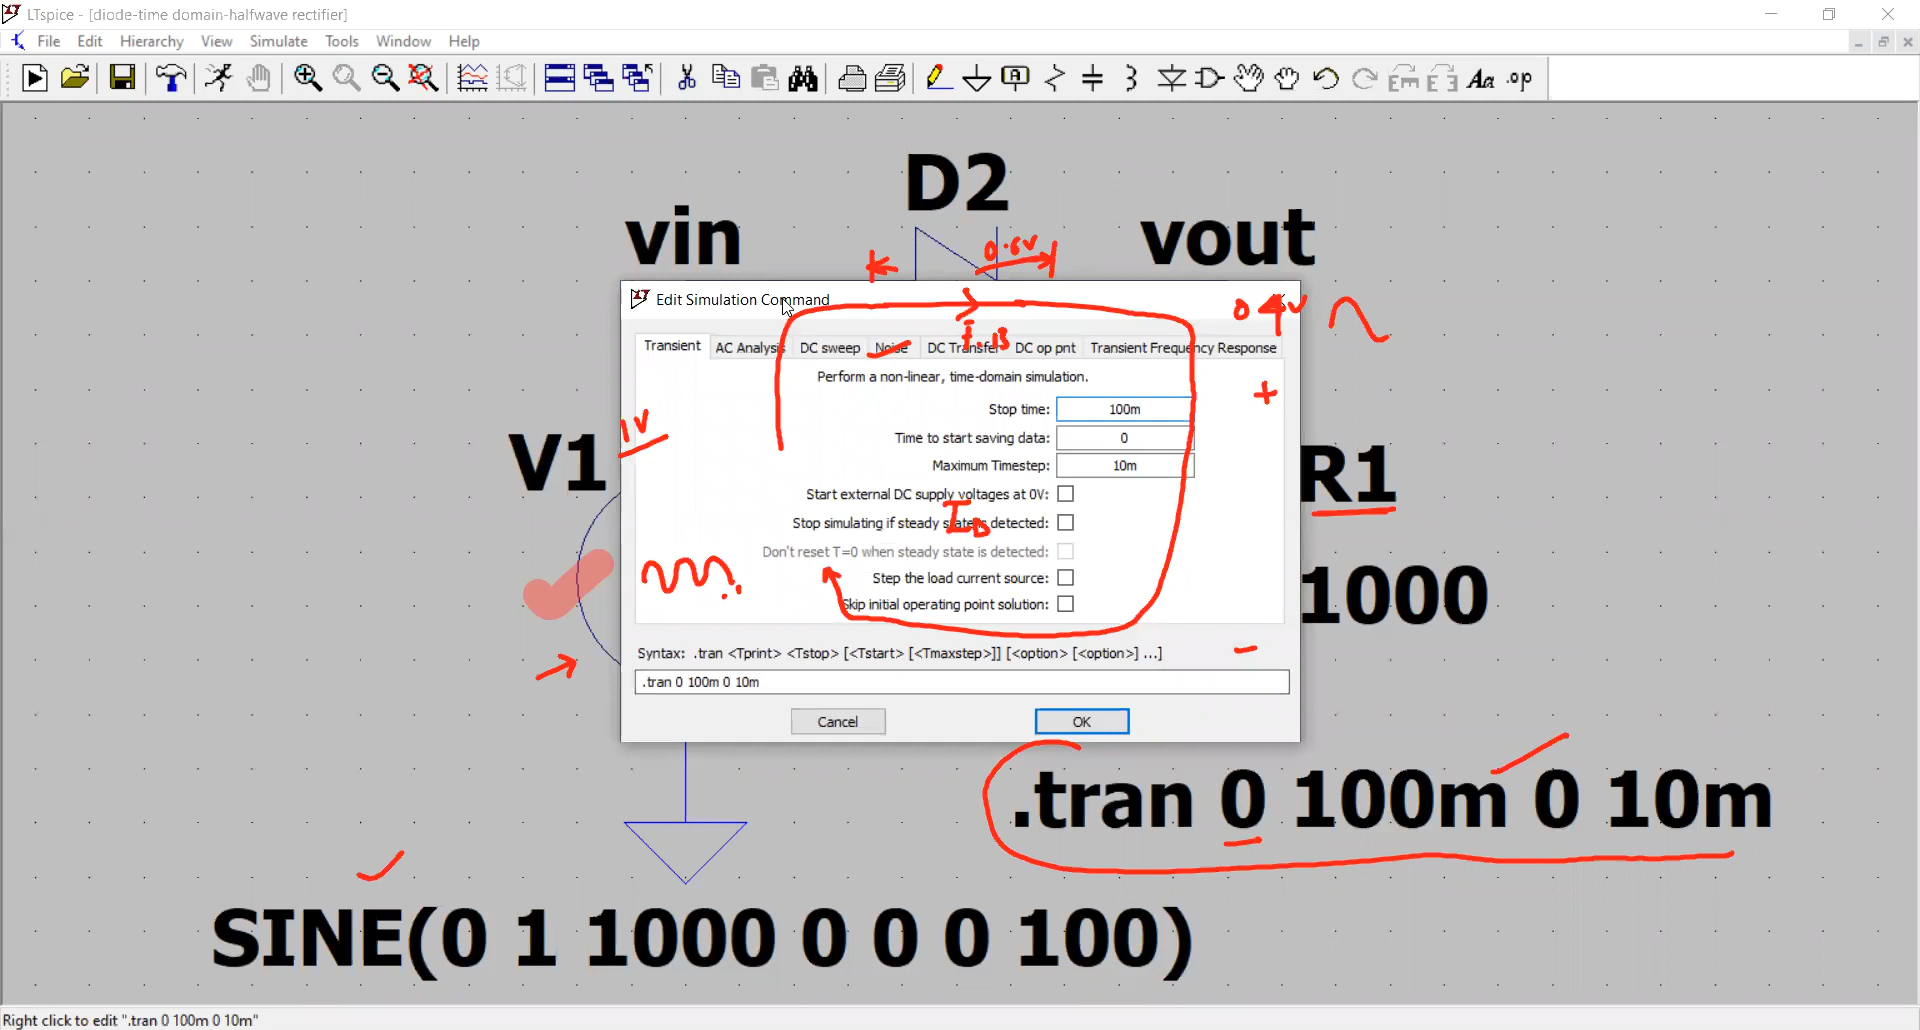 LTspice - [diode-time domain-halfwave rectifier]
File Edit Hierarchy View Simulate Tools Window Help
Aa .op
D2
vin
vout
0.6V
Edit Simulation Command
0.4V
Transient AC Analysis DC sweep Noise DC Transfer DC op pnt Transient Frequency Response
Perform a non-linear, time-domain simulation.
Stop time: 100m
+
Time to start saving data: 0
1V
V1
Maximum Timestep: 10m
R1
Start external DC supply voltages at 0V:
Stop simulating if steady state is detected:
ID
Don't reset T=0 when steady state is detected:
Step the load current source:
1000
Skip initial operating point solution:
-
Syntax: .tran <Tprint> <Tstop> [<Tstart> [<Tmaxstep>]] [<option> [<option>] ...]
.tran 0 100m 0 10m
Cancel OK
.tran 0 100m 0 10m
SINE(0 1 1000 0 0 0 100)
Right click to edit ".tran 0 100m 0 10m"